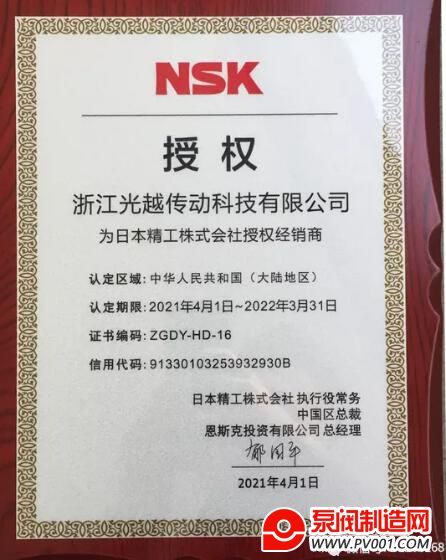 NSK
授权
浙江光越传动科技有限公司
为日本精工株式会社授权经销商
认定区域:中华人民共和国(大陆地区)
认定期限:2021年4月1日~2022年3月31日
证书编码:ZGDY-HD-16
信用代码:91330103253932930B
日本精工株式会社 执行役常务
中国区总裁
恩斯克投资有限公司 总经理
2021年4月1日
泵阀制造网
www.PV001.COM